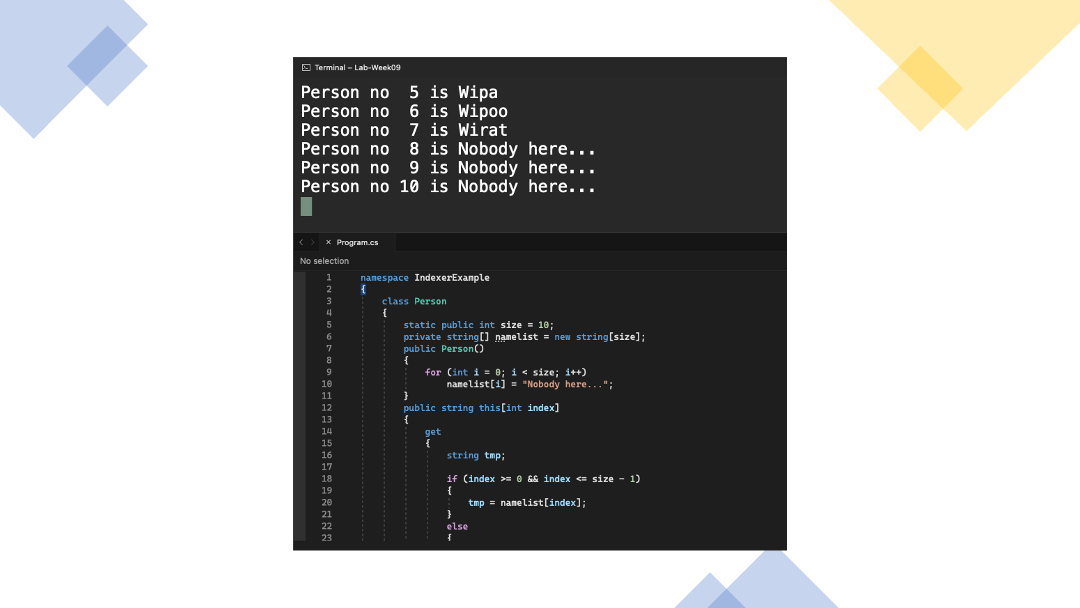 Terminal – Lab-Week09
Person no  5 is Wipa
Person no  6 is Wipoo
Person no  7 is Wirat
Person no  8 is Nobody here...
Person no  9 is Nobody here...
Person no 10 is Nobody here...
Program.cs
No selection
1 namespace IndexerExample
2 {
3 class Person
4 {
5 static public int size = 10;
6 private string[] namelist = new string[size];
7 public Person()
8 {
9 for (int i = 0; i < size; i++)
10 namelist[i] = "Nobody here...";
11 }
12 public string this[int index]
13 {
14 get
15 {
16 string tmp;
17
18 if (index >= 0 && index <= size - 1)
19 {
20 tmp = namelist[index];
21 }
22 else
23 {